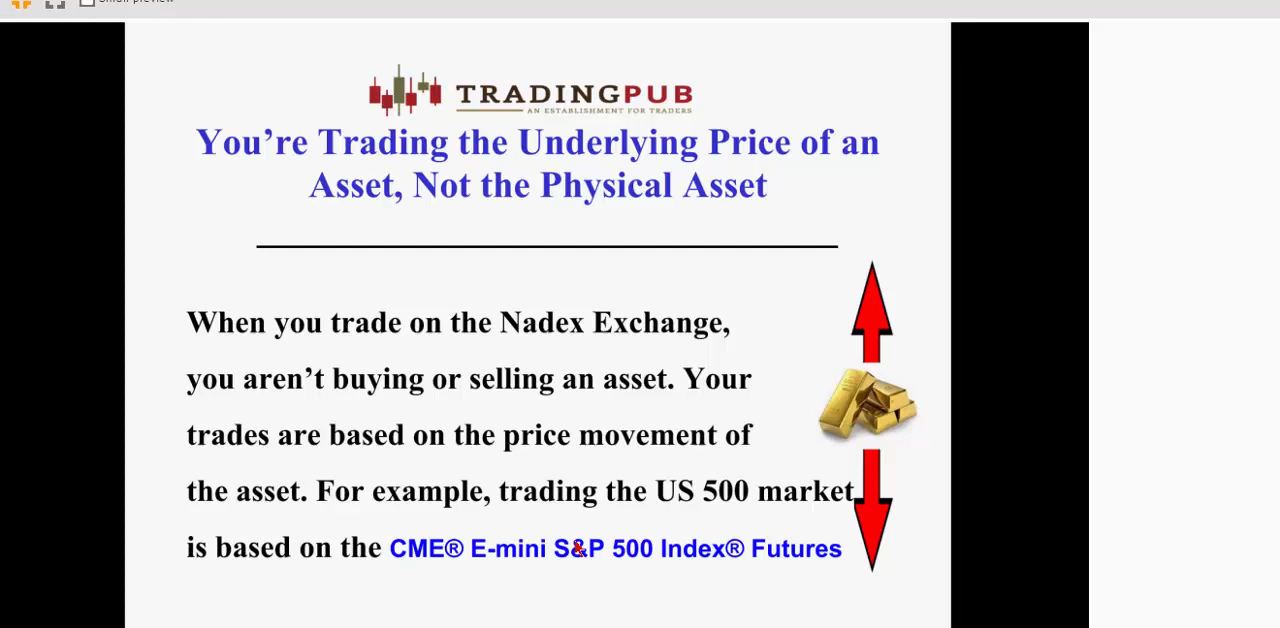 Small preview
TRADINGPUB
AN ESTABLISHMENT FOR TRADERS
You’re Trading the Underlying Price of an
Asset, Not the Physical Asset
When you trade on the Nadex Exchange,
you aren’t buying or selling an asset. Your
trades are based on the price movement of
the asset. For example, trading the US 500 market
is based on the CME® E-mini S&P 500 Index® Futures